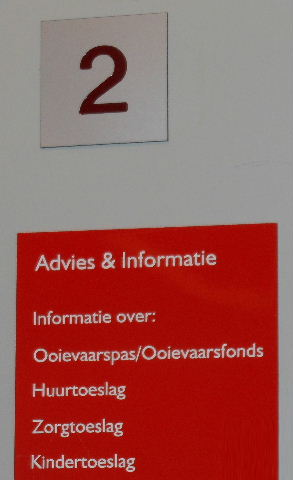 2
Advies & Informatie
Informatie over:
Ooievaarspas/Ooievaarsfonds
Huurtoeslag
Zorgtoeslag
Kindertoeslag